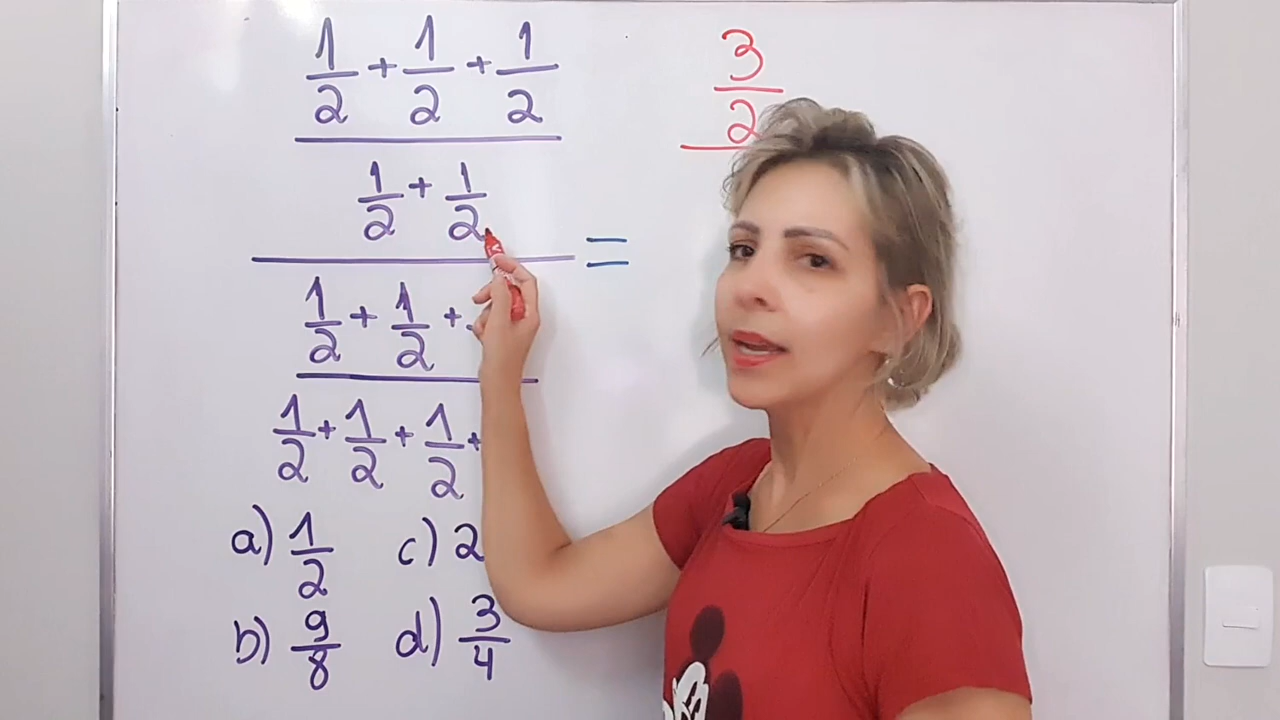 1/2 + 1/2 + 1/2
1/2 + 1/2
=
1/2 + 1/2 +
1/2 + 1/2 + 1/2 +
3/2
a) 1/2
c) 2
b) 9/8
d) 3/4